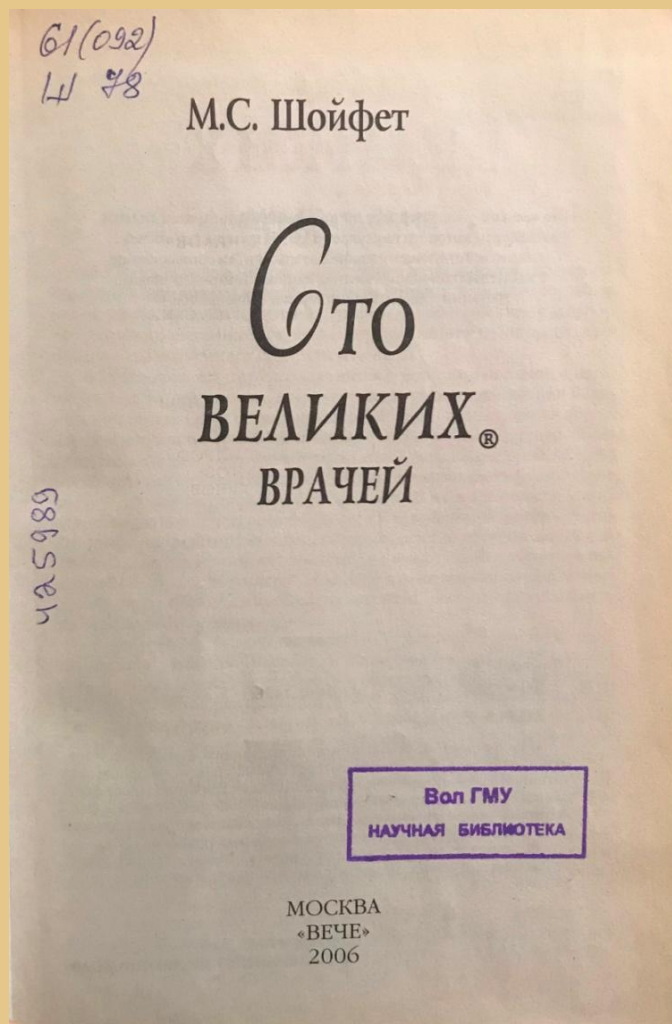 61(092)
Ш 78
М.С. Шойфет
Сто
ВЕЛИКИХ®
ВРАЧЕЙ
425989
Вол ГМУ
НАУЧНАЯ БИБЛИОТЕКА
МОСКВА
«ВЕЧЕ»
2006